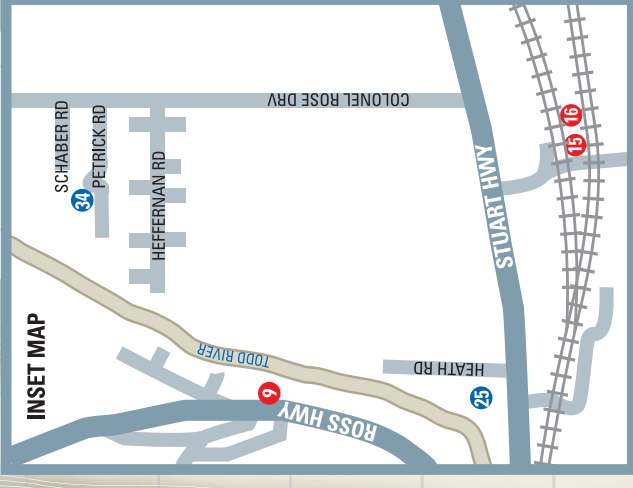 INSET MAP
SCHABER RD
PETRICK RD
34
HEFFERNAN RD
COLONEL ROSE DRV
STUART HWY
16
15
TODD RIVER
9
ROSS HWY
HEATH RD
25